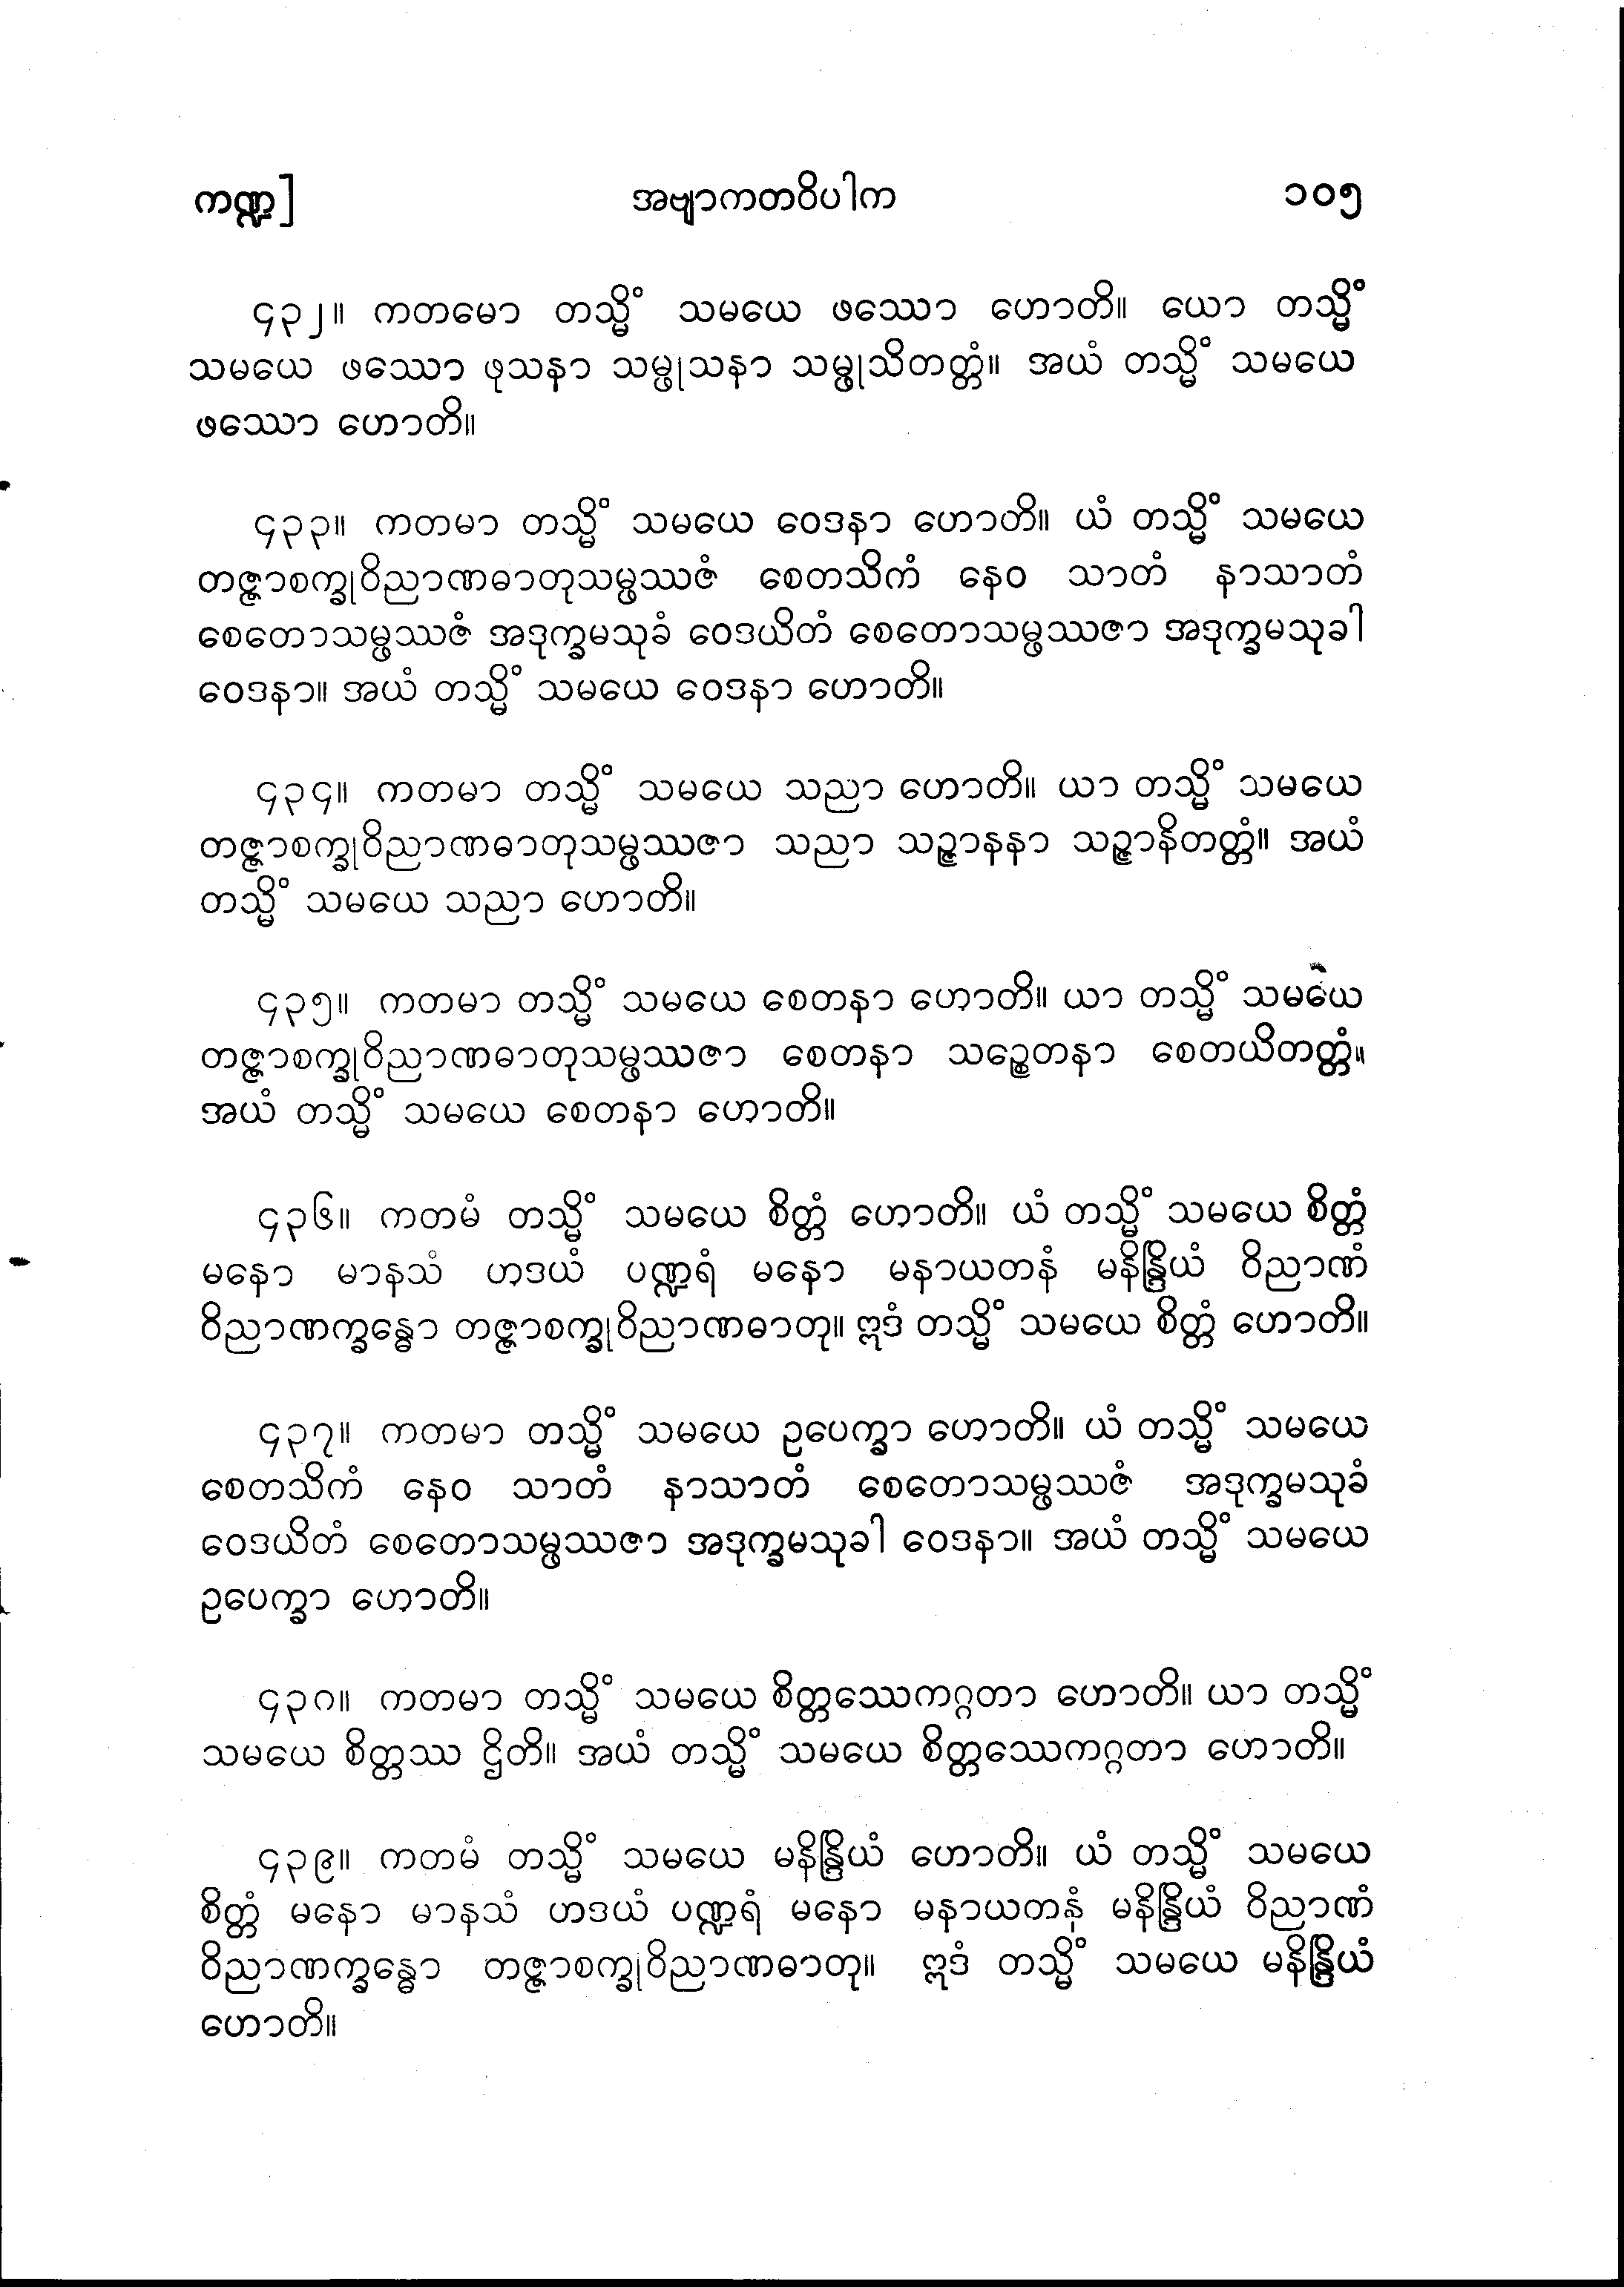 ကဏ္ဍ] အဗျာကတဝိပါက ၁၀၅
၄၃၂။ ကတမော တသ္မိံ သမယေ ဖဿော ဟောတိ။ ယော တသ္မိံ
သမယေ ဖဿော ဖုသနာ သမ္ဖုသနာ သမ္ဖုသိတတ္တံ။ အယံ တသ္မိံ သမယေ
ဖဿော ဟောတိ။
၄၃၃။ ကတမာ တသ္မိံ သမယေ ဝေဒနာ ဟောတိ။ ယံ တသ္မိံ သမယေ
တဇ္ဇာစက္ခုဝိညာဏဓာတုသမ္ဖဿဇံ စေတသိကံ နေဝ သာတံ နာသာတံ
စေတောသမ္ဖဿဇံ အဒုက္ခမသုခံ ဝေဒယိတံ စေတောသမ္ဖဿဇာ အဒုက္ခမသုခါ
ဝေဒနာ။ အယံ တသ္မိံ သမယေ ဝေဒနာ ဟောတိ။
၄၃၄။ ကတမာ တသ္မိံ သမယေ သညာ ဟောတိ။ ယာ တသ္မိံ သမယေ
တဇ္ဇာစက္ခုဝိညာဏဓာတုသမ္ဖဿဇာ သညာ သဉ္ဇာနနာ သဉ္ဇာနိတတ္တံ။ အယံ
တသ္မိံ သမယေ သညာ ဟောတိ။
၄၃၅။ ကတမာ တသ္မိံ သမယေ စေတနာ ဟောတိ။ ယာ တသ္မိံ သမယေ
တဇ္ဇာစက္ခုဝိညာဏဓာတုသမ္ဖဿဇာ စေတနာ သဉ္စေတနာ စေတယိတတ္တံ။
အယံ တသ္မိံ သမယေ စေတနာ ဟောတိ။
၄၃၆။ ကတမံ တသ္မိံ သမယေ စိတ္တံ ဟောတိ။ ယံ တသ္မိံ သမယေ စိတ္တံ
မနော မာနသံ ဟဒယံ ပဏ္ဍရံ မနော မနာယတနံ မနိန္ဒြိယံ ဝိညာဏံ
ဝိညာဏက္ခန္ဓော တဇ္ဇာစက္ခုဝိညာဏဓာတု။ ဣဒံ တသ္မိံ သမယေ စိတ္တံ ဟောတိ။
၄၃၇။ ကတမာ တသ္မိံ သမယေ ဥပေက္ခာ ဟောတိ။ ယံ တသ္မိံ သမယေ
စေတသိကံ နေဝ သာတံ နာသာတံ စေတောသမ္ဖဿဇံ အဒုက္ခမသုခံ
ဝေဒယိတံ စေတောသမ္ဖဿဇာ အဒုက္ခမသုခါ ဝေဒနာ။ အယံ တသ္မိံ သမယေ
ဥပေက္ခာ ဟောတိ။
၄၃၈။ ကတမာ တသ္မိံ သမယေ စိတ္တဿေကဂ္ဂတာ ဟောတိ။ ယာ တသ္မိံ
သမယေ စိတ္တဿ ဌိတိ။ အယံ တသ္မိံ သမယေ စိတ္တဿေကဂ္ဂတာ ဟောတိ။
၄၃၉။ ကတမံ တသ္မိံ သမယေ မနိန္ဒြိယံ ဟောတိ။ ယံ တသ္မိံ သမယေ
စိတ္တံ မနော မာနသံ ဟဒယံ ပဏ္ဍရံ မနော မနာယတနံ မနိန္ဒြိယံ ဝိညာဏံ
ဝိညာဏက္ခန္ဓော တဇ္ဇာစက္ခုဝိညာဏဓာတု။ ဣဒံ တသ္မိံ သမယေ မနိန္ဒြိယံ
ဟောတိ။